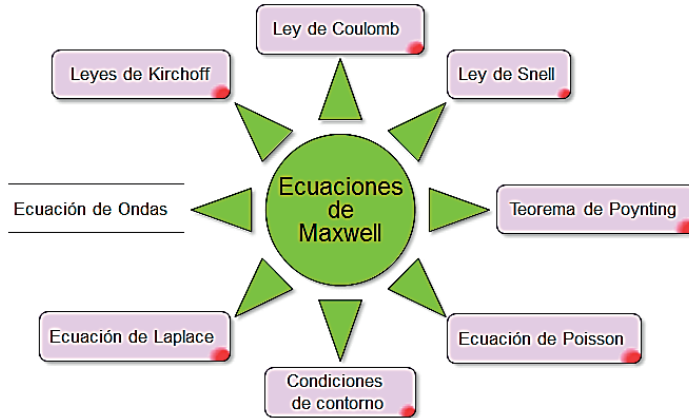 Ley de Coulomb
Leyes de Kirchoff
Ley de Snell
Ecuaciones
de
Maxwell
Ecuación de Ondas
Teorema de Poynting
Ecuación de Laplace
Ecuación de Poisson
Condiciones
de contorno